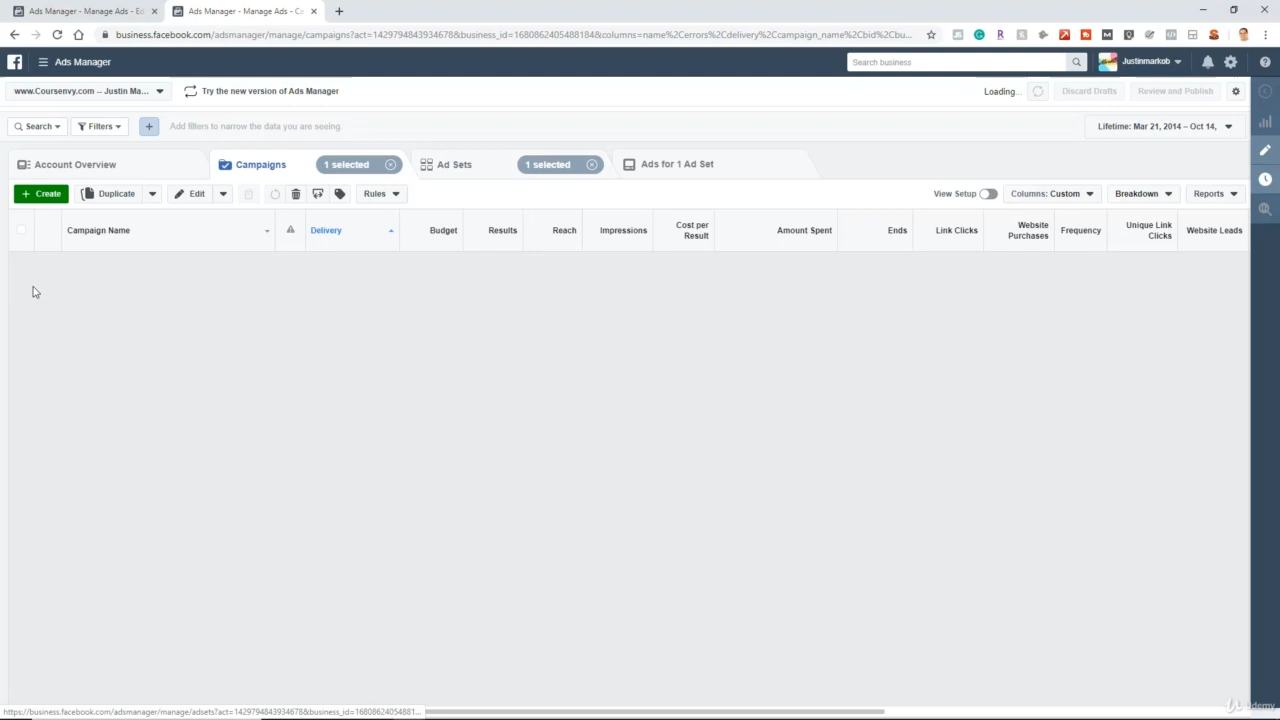 Ads Manager - Manage Ads - Ed
Ads Manager - Manage Ads - Ca
business.facebook.com/adsmanager/manage/campaigns?act=1429794843934678&business_id=1680862405488184&columns=name%2Cerrors%2Cdelivery%2Ccampaign_name%2Cbid%2Cbu...
Ads Manager
Search business
Justinmarkob
www.Coursenvy.com -- Justin Ma...
Try the new version of Ads Manager
Loading...
Discard Drafts
Review and Publish
Search
Filters
Add filters to narrow the data you are seeing.
Lifetime: Mar 21, 2014 – Oct 14,
Account Overview
Campaigns
1 selected
Ad Sets
1 selected
Ads for 1 Ad Set
+ Create
Duplicate
Edit
Rules
View Setup
Columns: Custom
Breakdown
Reports
Campaign Name
Delivery
Budget
Results
Reach
Impressions
Cost per
Result
Amount Spent
Ends
Link Clicks
Website
Purchases
Frequency
Unique Link
Clicks
Website Leads
https://business.facebook.com/adsmanager/manage/adsets?act=1429794843934678&business_id=16808624054881...
Udemy